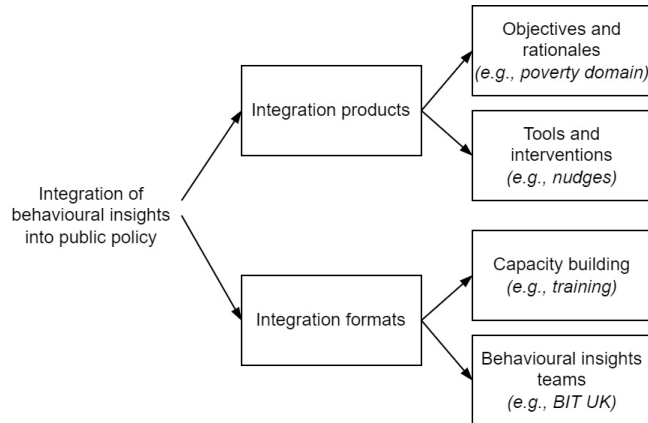 Objectives and
rationales
(e.g., poverty domain)
Integration products
Tools and
interventions
(e.g., nudges)
Integration of
behavioural insights
into public policy
Capacity building
(e.g., training)
Integration formats
Behavioural insights
teams
(e.g., BIT UK)